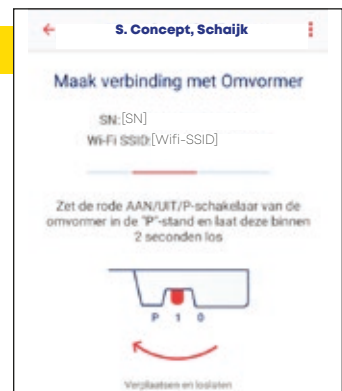 S. Concept, Schaijk
Maak verbinding met Omvormer
SN:[SN]
Wi-Fi SSID:[Wifi-SSID]
Zet de rode AAN/UIT/P-schakelaar van de
omvormer in de "P"-stand en laat deze binnen
2 seconden los
P 1 0
Verplaatsen en loslaten